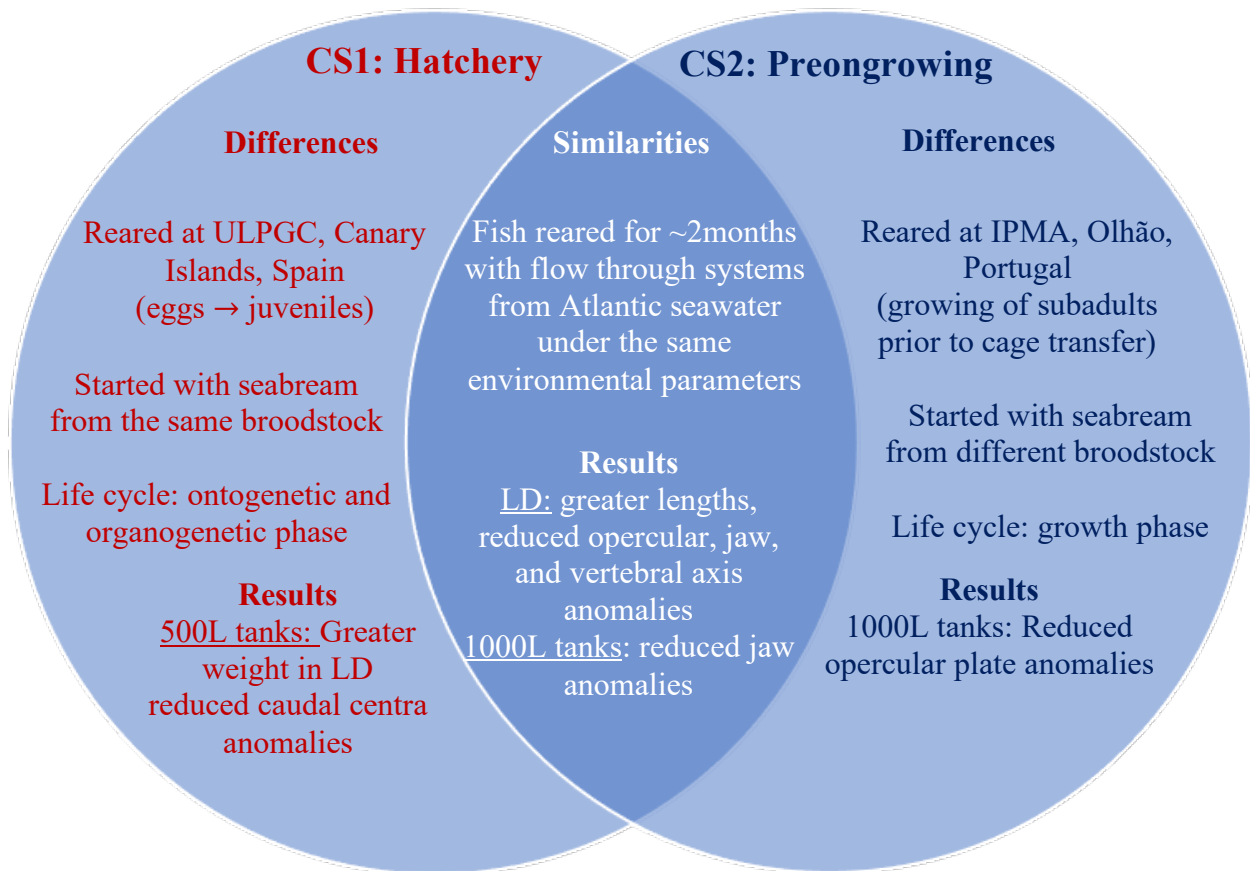 CS1: Hatchery
Differences
Reared at ULPGC, Canary
Islands, Spain
(eggs → juveniles)
Started with seabream
from the same broodstock
Life cycle: ontogenetic and
organogenetic phase
Results
500L tanks: Greater
weight in LD
reduced caudal centra
anomalies
Similarities
Fish reared for ~2months
with flow through systems
from Atlantic seawater
under the same
environmental parameters
Results
LD: greater lengths,
reduced opercular, jaw,
and vertebral axis
anomalies
1000L tanks: reduced jaw
anomalies
CS2: Preongrowing
Differences
Reared at IPMA, Olhão,
Portugal
(growing of subadults
prior to cage transfer)
Started with seabream
from different broodstock
Life cycle: growth phase
Results
1000L tanks: Reduced
opercular plate anomalies